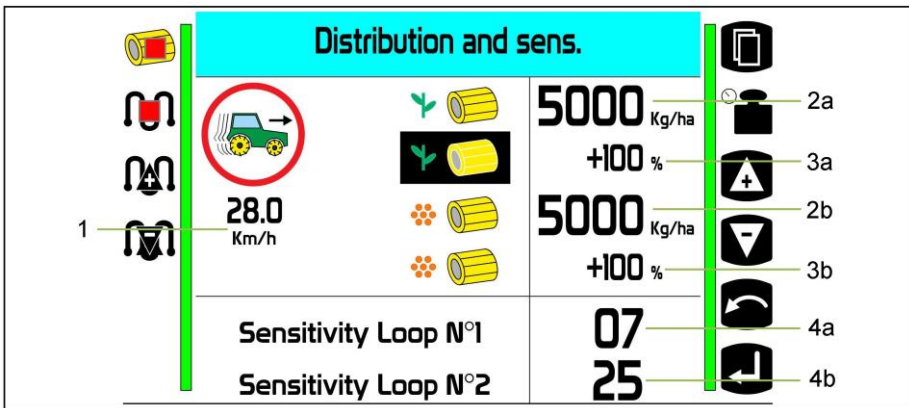 Distribution and sens.
5000 Kg/ha
2a
+100 %
3a
28.0
Km/h
1
5000 Kg/ha
2b
+100 %
3b
Sensitivity Loop N°1
07
4a
Sensitivity Loop N°2
25
4b